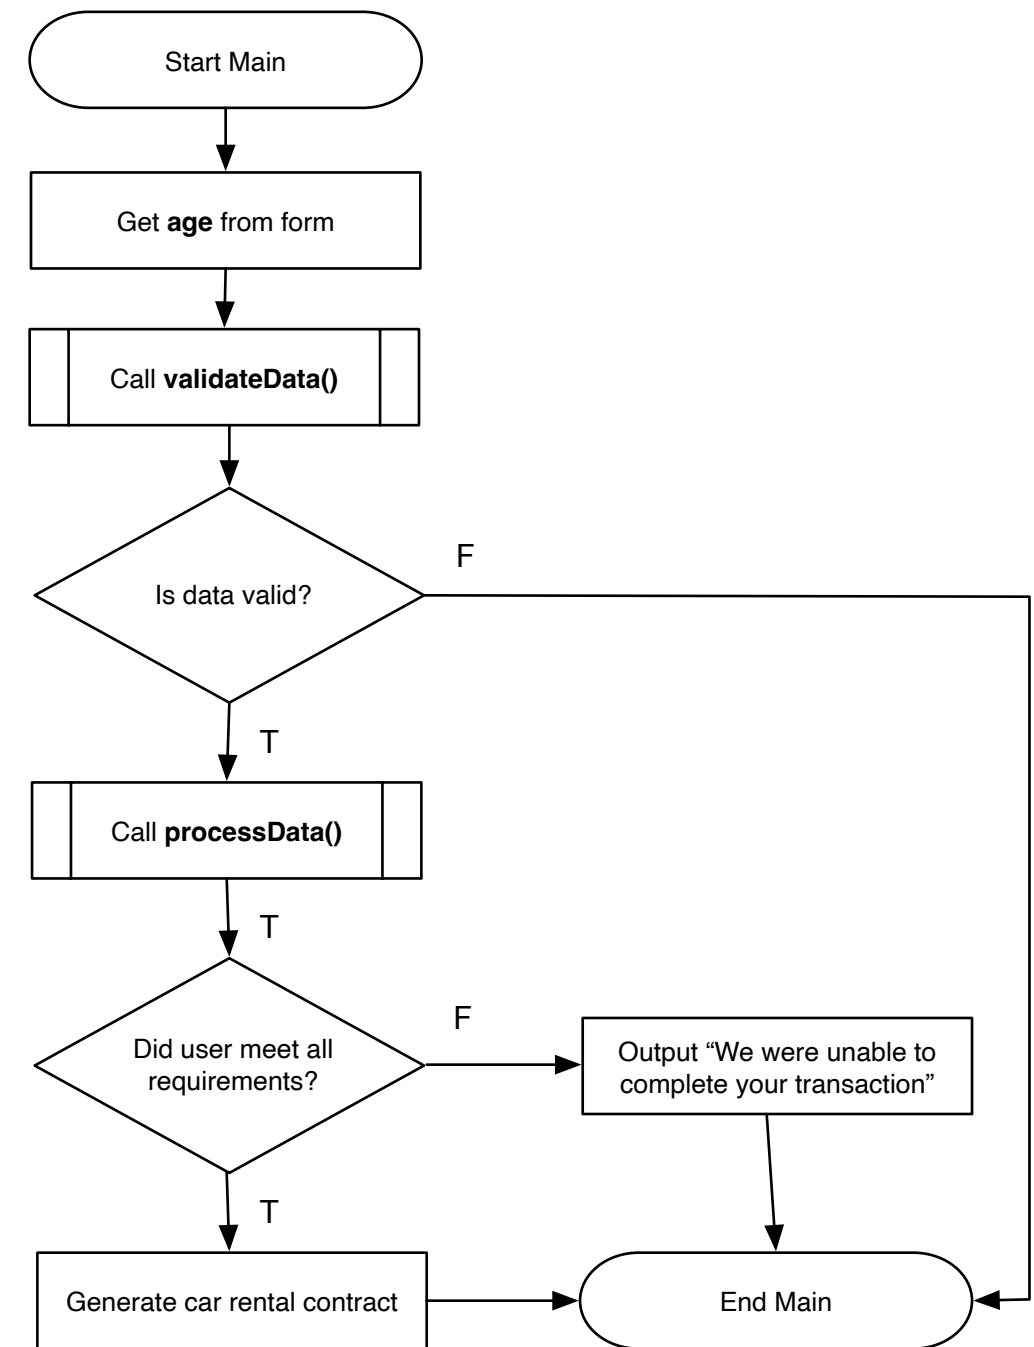 Start Main
Get age from form
Call validateData()
F
Is data valid?
T
Call processData()
T
F
Did user meet all
requirements?
Output “We were unable to
complete your transaction”
T
Generate car rental contract
End Main